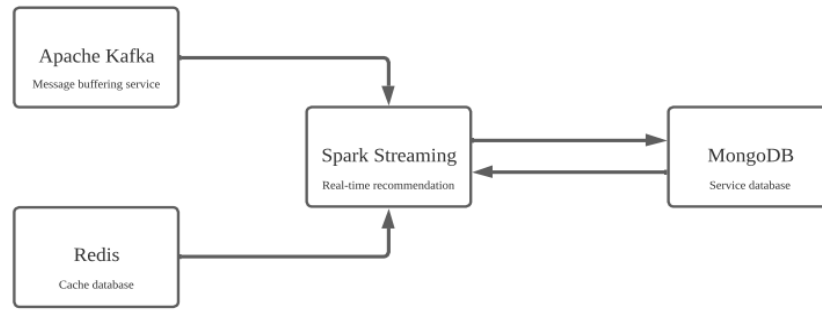 Apache Kafka
Message buffering service
Spark Streaming
Real-time recommendation
MongoDB
Service database
Redis
Cache database